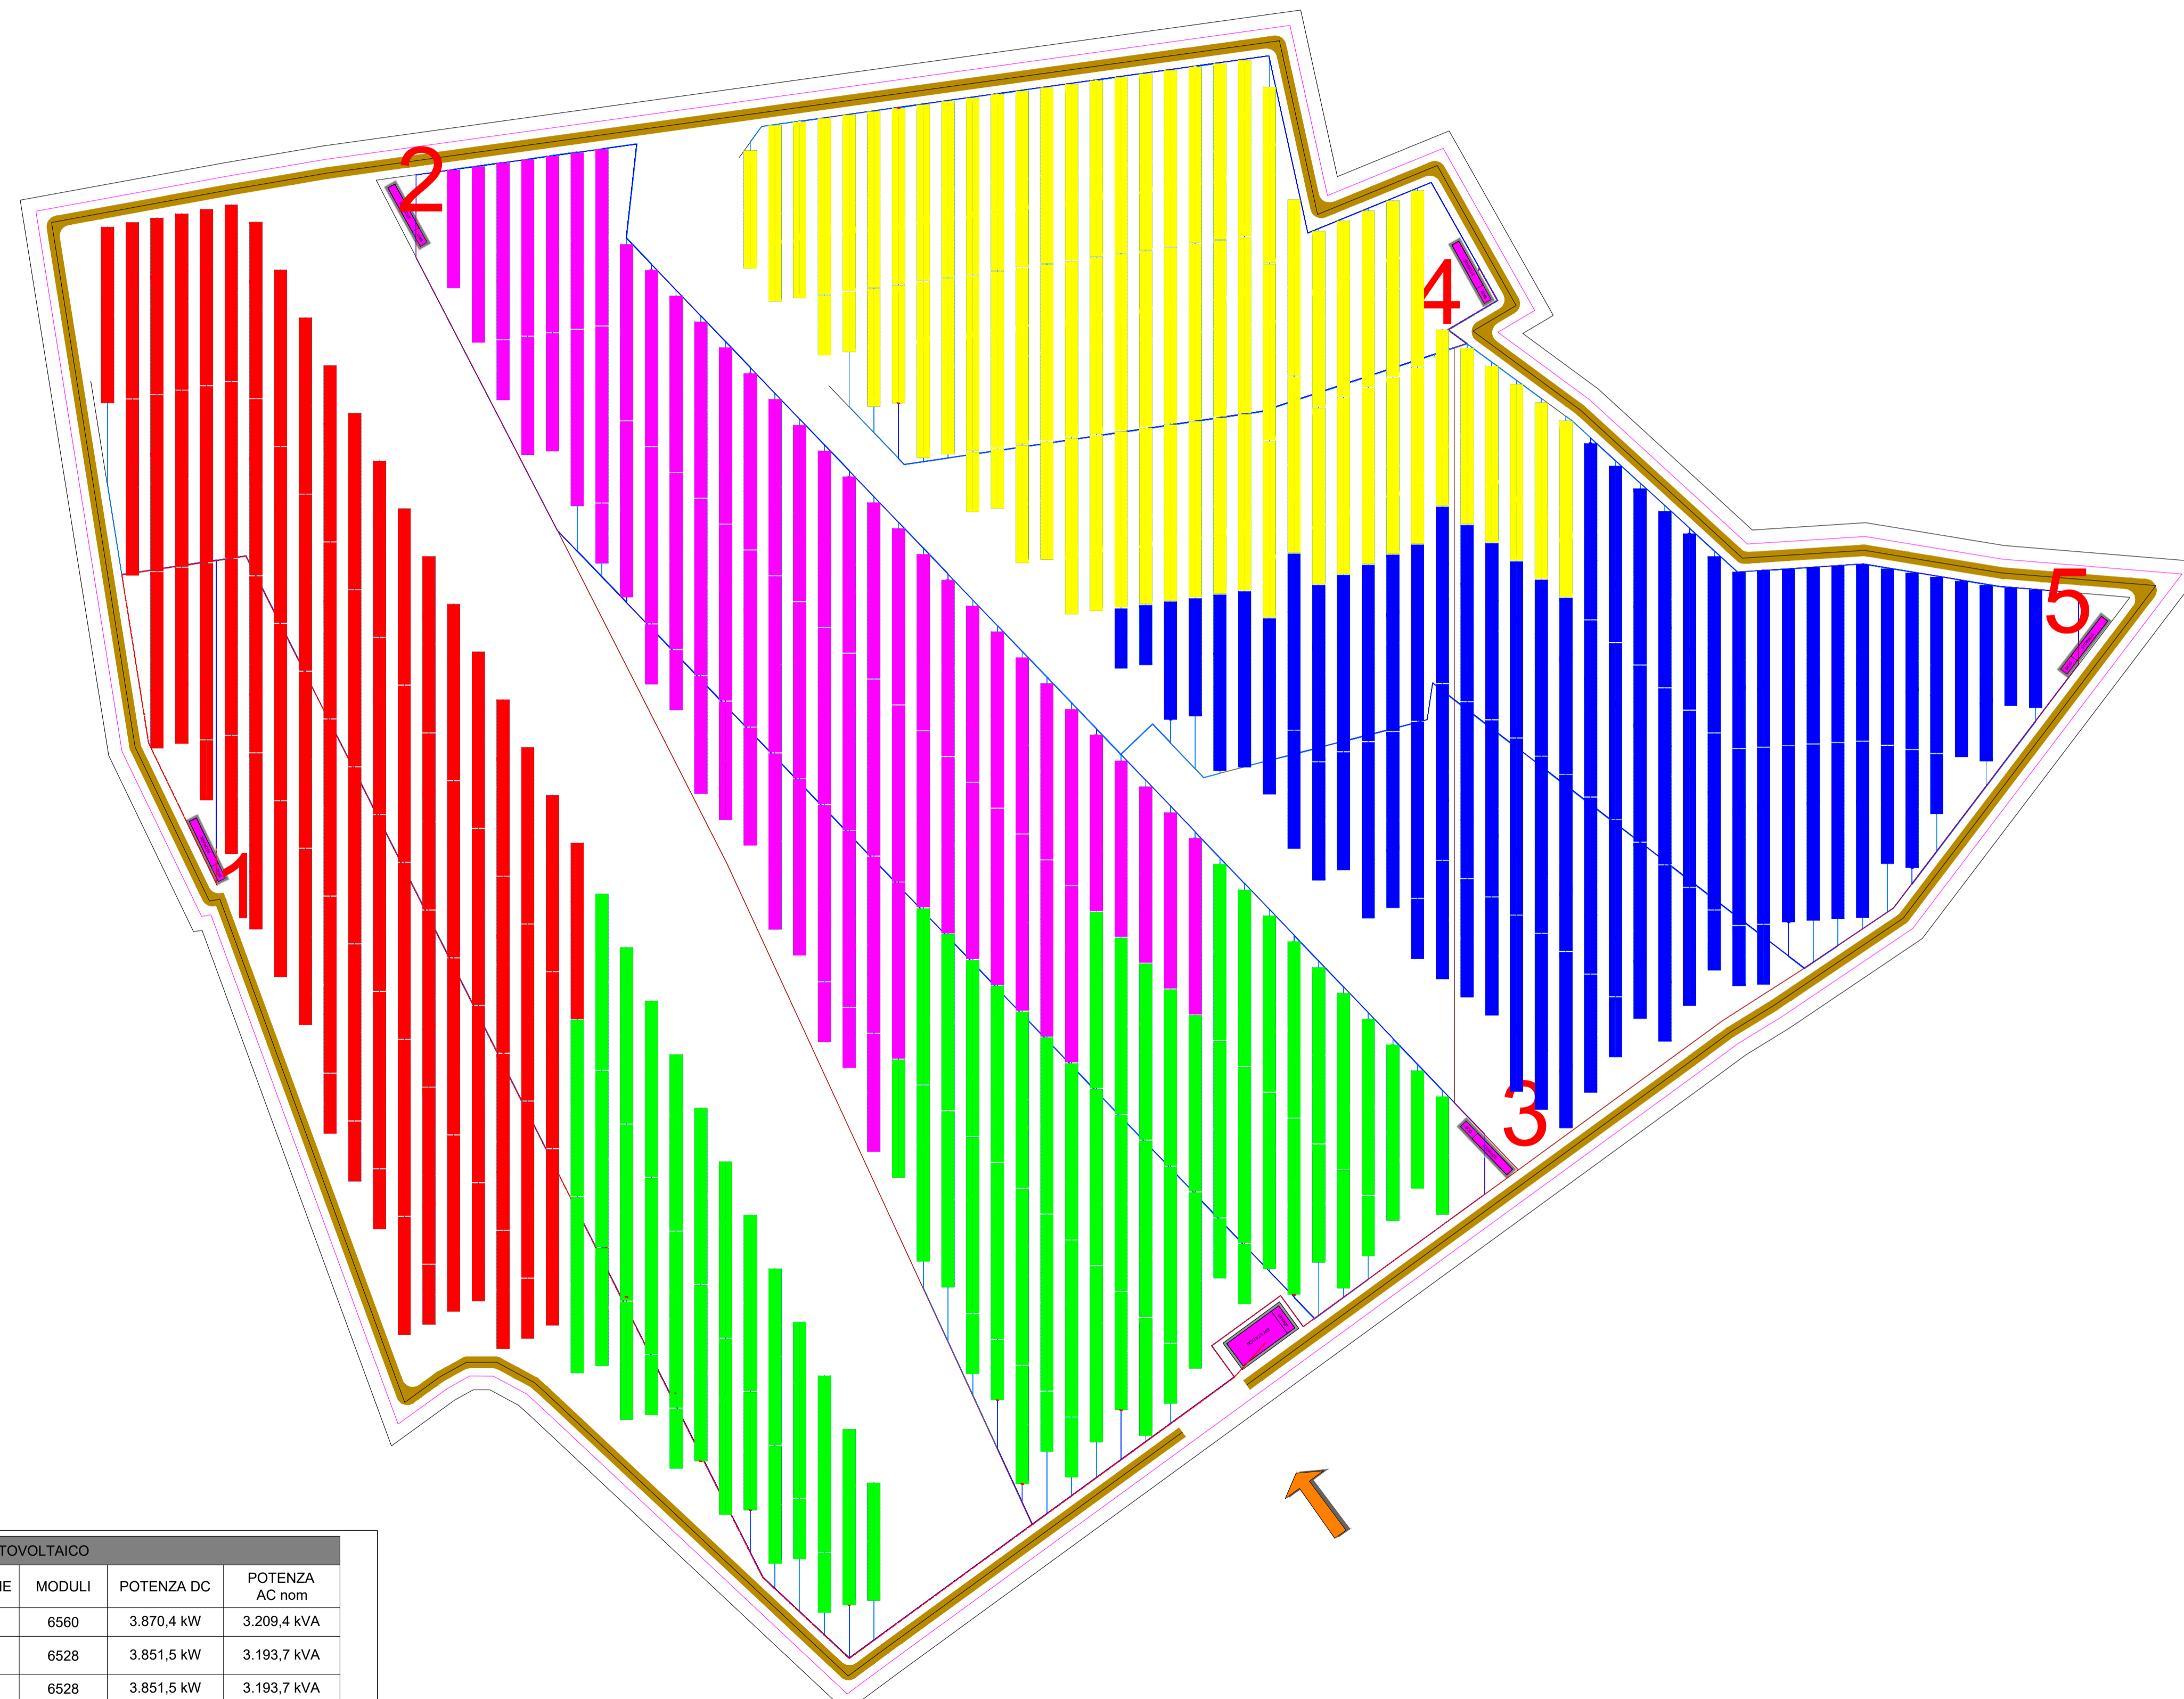 2
4
5
1
3
TOVOLTAICO
IE MODULI POTENZA DC POTENZA
AC nom
6560 3.870,4 kW 3.209,4 kVA
6528 3.851,5 kW 3.193,7 kVA
6528 3.851,5 kW 3.193,7 kVA